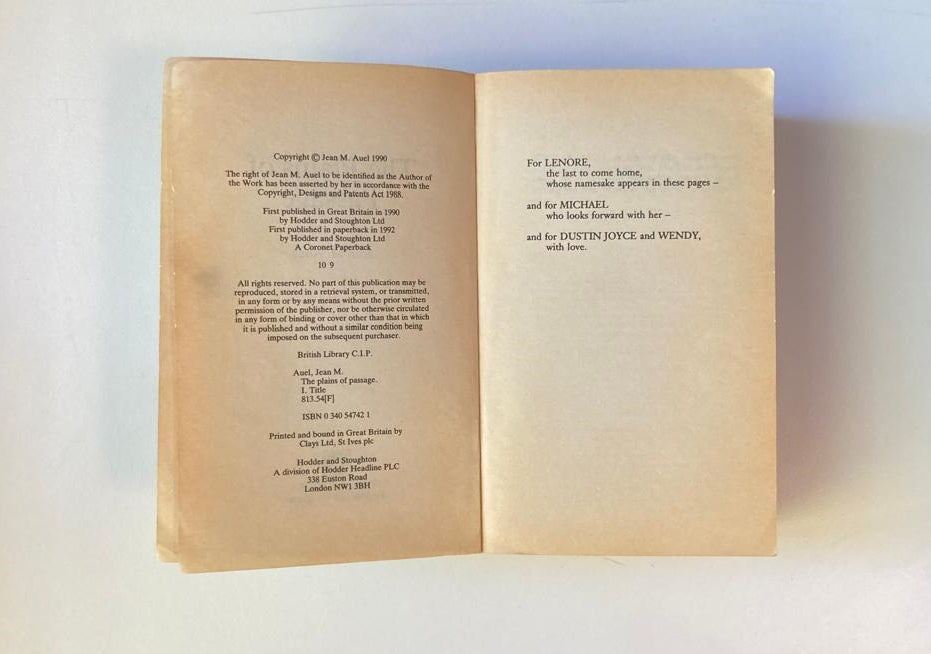 Copyright © Jean M. Auel 1990
The right of Jean M. Auel to be identified as the Author of
the Work has been asserted by her in accordance with the
Copyright, Designs and Patents Act 1988.
First published in Great Britain in 1990
by Hodder and Stoughton Ltd
First published in paperback in 1992
by Hodder and Stoughton Ltd
A Coronet Paperback
10 9
All rights reserved. No part of this publication may be
reproduced, stored in a retrieval system, or transmitted,
in any form or by any means without the prior written
permission of the publisher, nor be otherwise circulated
in any form of binding or cover other than that in which
it is published and without a similar condition being
imposed on the subsequent purchaser.
British Library C.I.P.
Auel, Jean M.
The plains of passage.
I. Title
813.54[F]
ISBN 0 340 54742 1
Printed and bound in Great Britain by
Clays Ltd, St Ives plc
Hodder and Stoughton
A division of Hodder Headline PLC
338 Euston Road
London NW1 3BH
For LENORE,
the last to come home,
whose namesake appears in these pages –
and for MICHAEL
who looks forward with her –
and for DUSTIN JOYCE and WENDY,
with love.